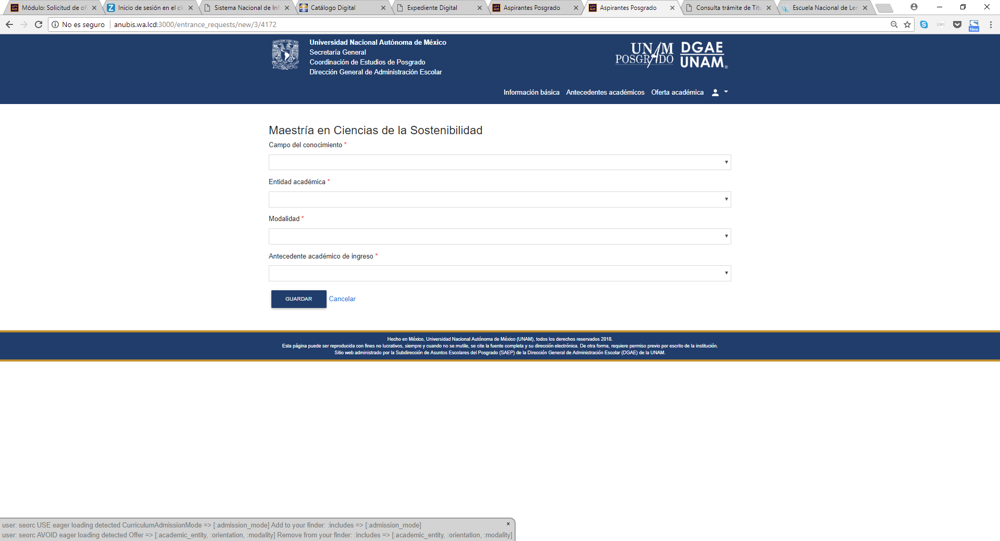 Módulo: Solicitud de of
Inicio de sesión en el cli
Sistema Nacional de Inf
Catálogo Digital
Expediente Digital
Aspirantes Posgrado
Aspirantes Posgrado
Consulta trámite de Titu
Escuela Nacional de Len
No es seguro
anubis.wa.lcd:3000/entrance_requests/new/3/4172
New
Universidad Nacional Autónoma de México
Secretaría General
Coordinación de Estudios de Posgrado
Dirección General de Administración Escolar
UNAM
POSGRADO
DGAE
UNAM®
Información básica Antecedentes académicos Oferta académica
Maestría en Ciencias de la Sostenibilidad
Campo del conocimiento *
Entidad académica *
Modalidad *
Antecedente académico de ingreso *
GUARDAR Cancelar
Hecho en México, Universidad Nacional Autónoma de México (UNAM), todos los derechos reservados 2018.
Esta página puede ser reproducida con fines no lucrativos, siempre y cuando no se mutile, se cite la fuente completa y su dirección electrónica. De otra forma, requiere permiso previo por escrito de la institución.
Sitio web administrado por la Subdirección de Asuntos Escolares del Posgrado (SAEP) de la Dirección General de Administración Escolar (DGAE) de la UNAM.
user: seorc USE eager loading detected CurriculumAdmissionMode => [:admission_mode] Add to your finder: :includes => [:admission_mode]
user: seorc AVOID eager loading detected Offer => [:academic_entity, :orientation, :modality] Remove from your finder: :includes => [:academic_entity, :orientation, :modality]